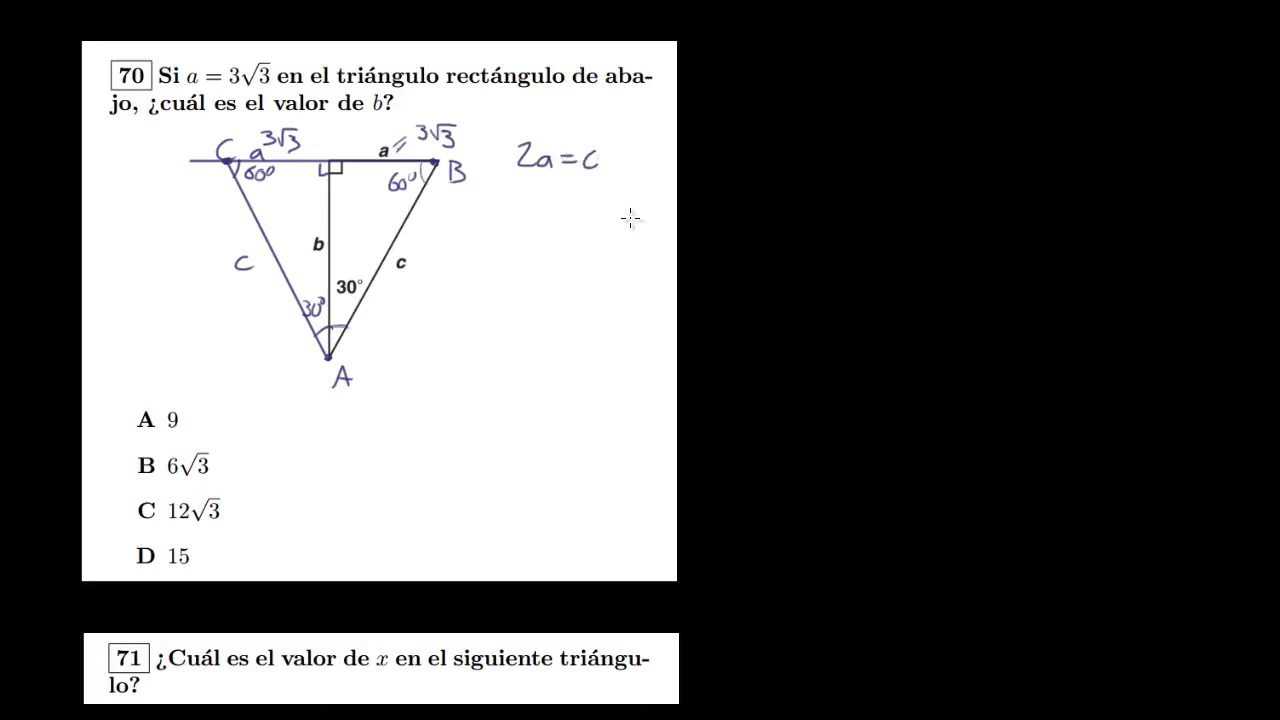 70 Si a = 3√3 en el triángulo rectángulo de aba-
jo, ¿cuál es el valor de b?
C a 3√3 a = 3√3 2a = c
60° 60° B
b
c c
30° 30°
A
A 9
B 6√3
C 12√3
D 15
71 ¿Cuál es el valor de x en el siguiente triángu-
lo?